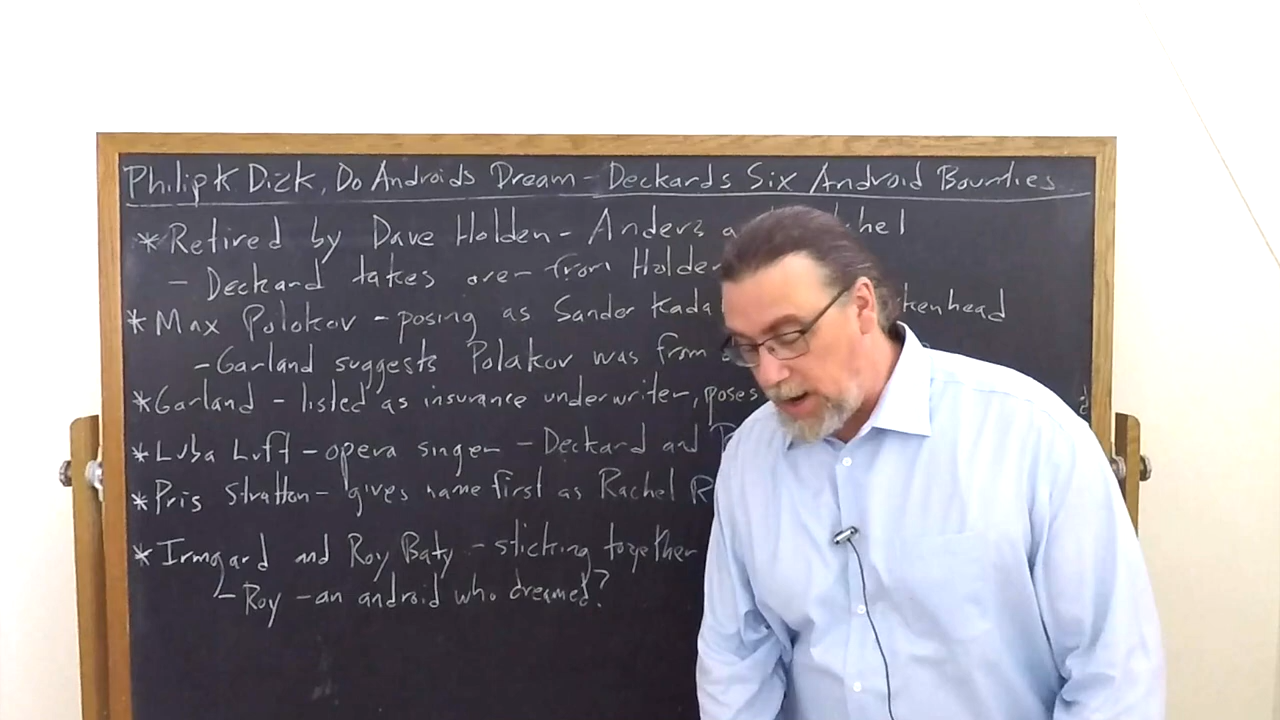 Philip K Dick, Do Androids Dream - Deckards Six Android Bounties
* Retired by Dave Holden - Anders
- Deckard takes over from Holden
* Max Polokov - posing as Sandor Kada
- Garland suggests Polakov was from
* Garland - listed as insurance underwriter, poses
* Luba Luft - opera singer - Deckard and
* Pris Stratton - gives name first as Rachel
* Irmgard and Roy Baty - sticking together
- Roy - an android who dreamed?